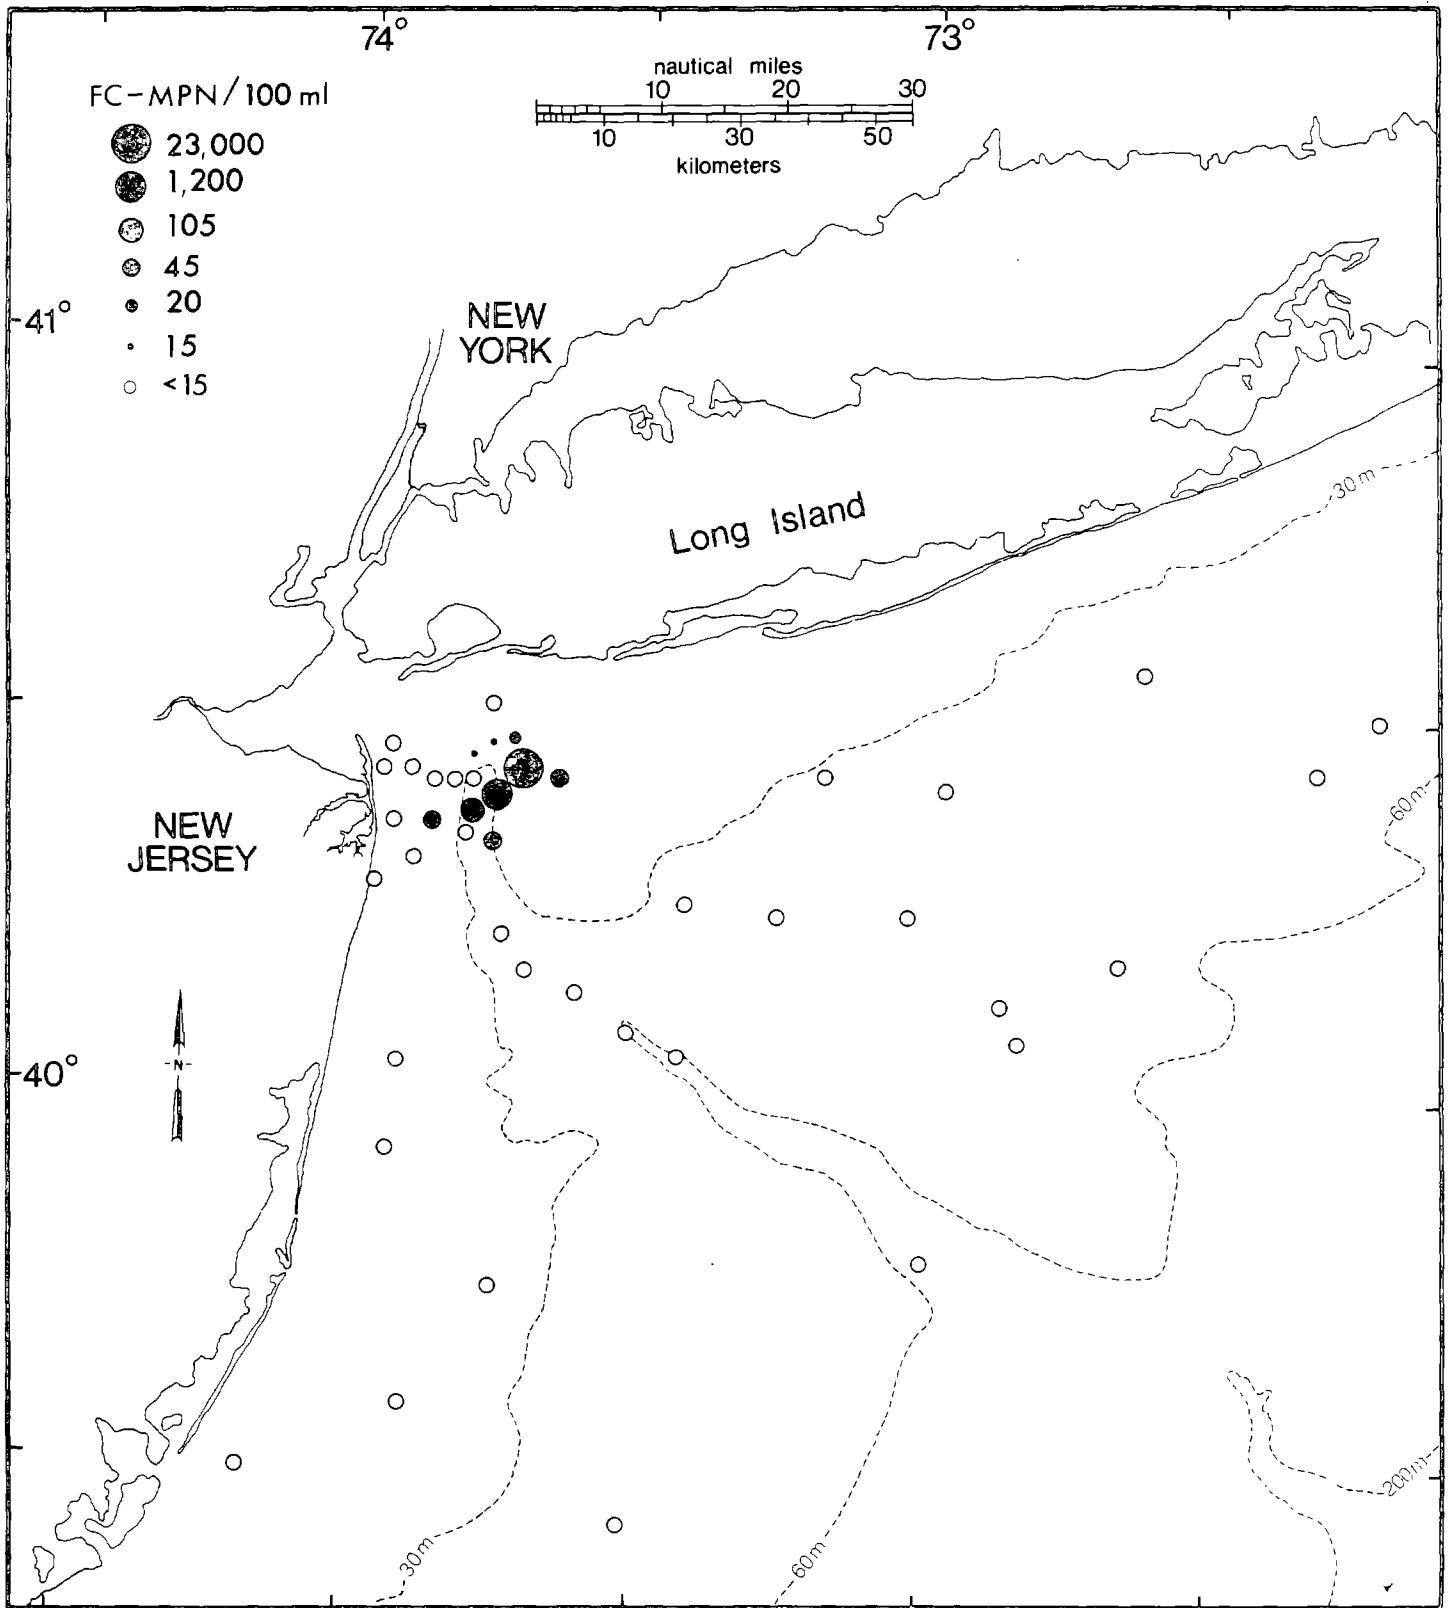 74°
73°
FC-MPN/100 ml
23,000
1,200
105
45
20
15
<15
nautical miles
10 20 30
10 30 50
kilometers
41°
NEW
YORK
Long Island
30m
60m
NEW
JERSEY
40°
N
200m
30m
60m